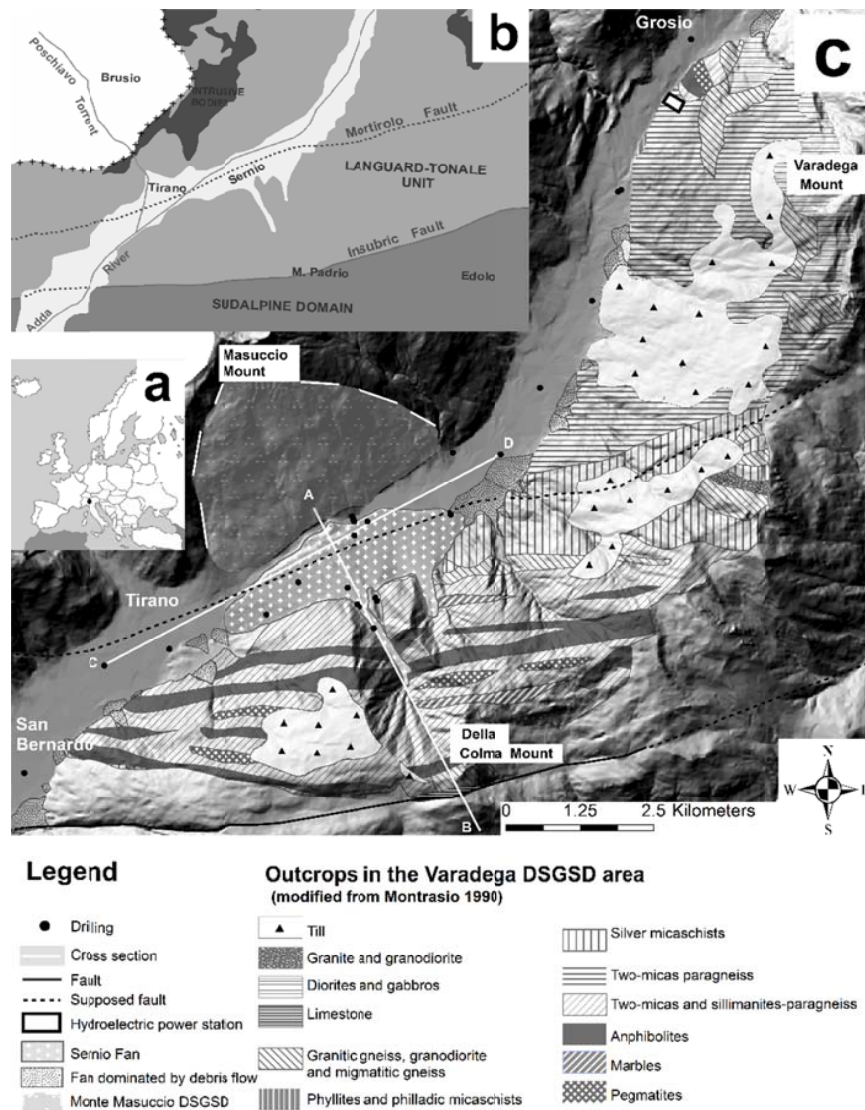 b
Poschiavo
Torrent
Brusio
INTRUSIVE
BODIES
Mortirolo Fault
Tirano
Sernio
LANGUARD-TONALE
UNIT
Insubric Fault
River
M. Padrio
Edolo
Adda
SUDALPINE DOMAIN
a
c
Grosio
Varadega
Mount
Masuccio
Mount
D
A
Tirano
C
San
Bernardo
Della
Colma Mount
B
N
W
E
S
0 1.25 2.5 Kilometers
Legend
Drilling
Cross section
Fault
Supposed fault
Hydroelectric power station
Sernio Fan
Fan dominated by debris flow
Monte Masuccio DSGSD
Outcrops in the Varadega DSGSD area
(modified from Montrasio 1990)
Till
Granite and granodiorite
Diorites and gabbros
Limestone
Granitic gneiss, granodiorite
and migmatitic gneiss
Phyllites and philladic micaschists
Silver micaschists
Two-micas paragneiss
Two-micas and sillimanites-paragneiss
Anphibolites
Marbles
Pegmatites